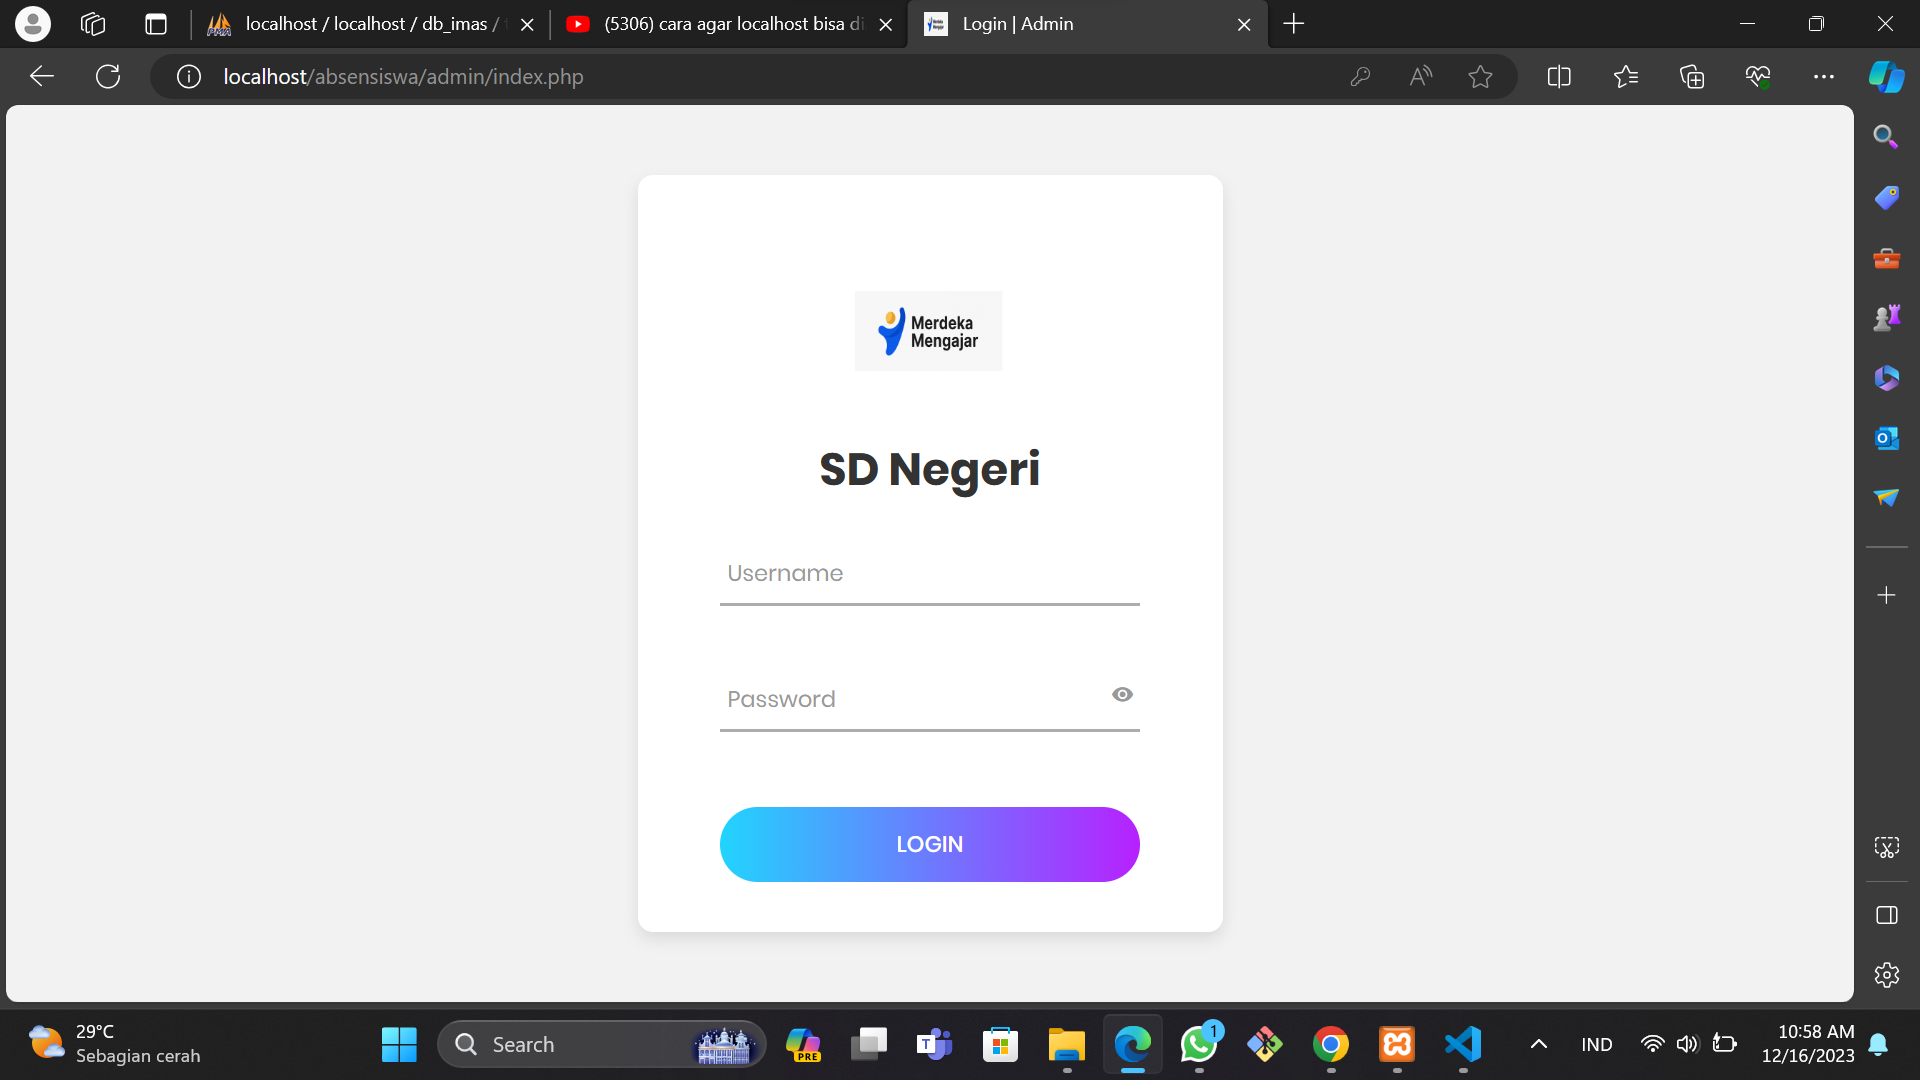 localhost / localhost / db_imas /
(5306) cara agar localhost bisa di
Login | Admin
localhost/absensiswa/admin/index.php
Merdeka
Mengajar
SD Negeri
Username
Password
LOGIN
29°C
Sebagian cerah
Search
PRE
1
IND
10:58 AM
12/16/2023